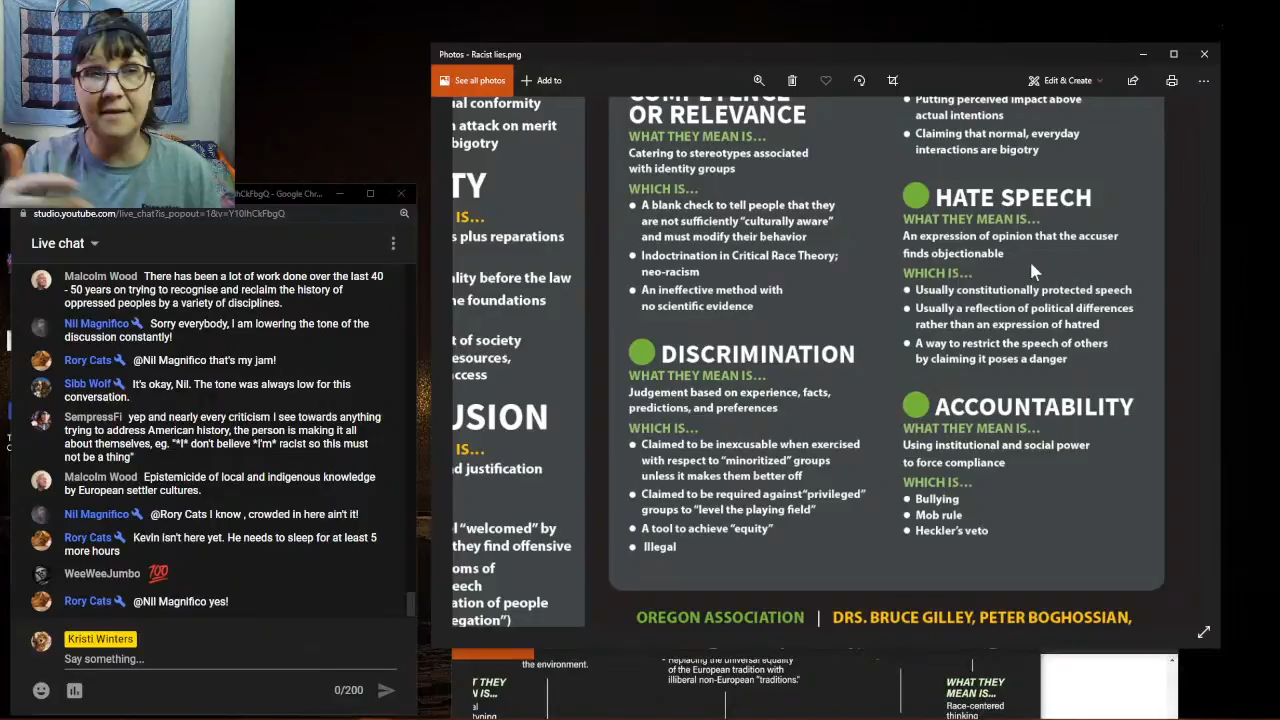 Photos - Racist lies.png
See all photos
Add to
Edit & Create
hCkFbgQ - Google Chr...
studio.youtube.com/live_chat?is_popout=1&v=Y10IhCkFbgQ
Live chat
Malcolm Wood There has been a lot of work done over the last 40
- 50 years on trying to recognise and reclaim the history of
oppressed peoples by a variety of disciplines.
Nil Magnifico Sorry everybody, I am lowering the tone of the
discussion constantly!
Rory Cats @Nil Magnifico that's my jam!
Sibb Wolf It's okay, Nil. The tone was always low for this
conversation.
SempressFi yep and nearly every criticism I see towards anything
trying to address American history, the person is making it all
about themselves, eg. "*I* don't believe *I'm* racist so this must
not be a thing"
Malcolm Wood Epistemicide of local and indigenous knowledge
by European settler cultures.
Nil Magnifico @Rory Cats I know , crowded in here ain't it!
Rory Cats Kevin isn't here yet. He needs to sleep for at least 5
more hours
WeeWeeJumbo 💯
Rory Cats @Nil Magnifico yes!
Kristi Winters
Say something...
0/200
ual conformity
n attack on merit
bigotry
TY
IS...
s plus reparations
lity before the law
he foundations
t of society
esources,
ccess
USION
IS...
d justification
l "welcomed" by
they find offensive
oms of
eech
ation of people
egation")
COMPETENCE
OR RELEVANCE
WHAT THEY MEAN IS...
Catering to stereotypes associated
with identity groups
WHICH IS...
• A blank check to tell people that they
are not sufficiently "culturally aware"
and must modify their behavior
• Indoctrination in Critical Race Theory;
neo-racism
• An ineffective method with
no scientific evidence
DISCRIMINATION
WHAT THEY MEAN IS...
Judgement based on experience, facts,
predictions, and preferences
WHICH IS...
• Claimed to be inexcusable when exercised
with respect to "minoritized" groups
unless it makes them better off
• Claimed to be required against"privileged"
groups to "level the playing field"
• A tool to achieve "equity"
• Illegal
• Putting perceived impact above
actual intentions
• Claiming that normal, everyday
interactions are bigotry
HATE SPEECH
WHAT THEY MEAN IS...
An expression of opinion that the accuser
finds objectionable
WHICH IS...
• Usually constitutionally protected speech
• Usually a reflection of political differences
rather than an expression of hatred
• A way to restrict the speech of others
by claiming it poses a danger
ACCOUNTABILITY
WHAT THEY MEAN IS...
Using institutional and social power
to force compliance
WHICH IS...
• Bullying
• Mob rule
• Heckler's veto
OREGON ASSOCIATION | DRS. BRUCE GILLEY, PETER BOGHOSSIAN,
the environment.
Replacing the universal equality
of the European tradition with
illiberal non-European "traditions."
T THEY
N IS...
al
typing
WHAT THEY
MEAN IS...
Race-centered
thinking